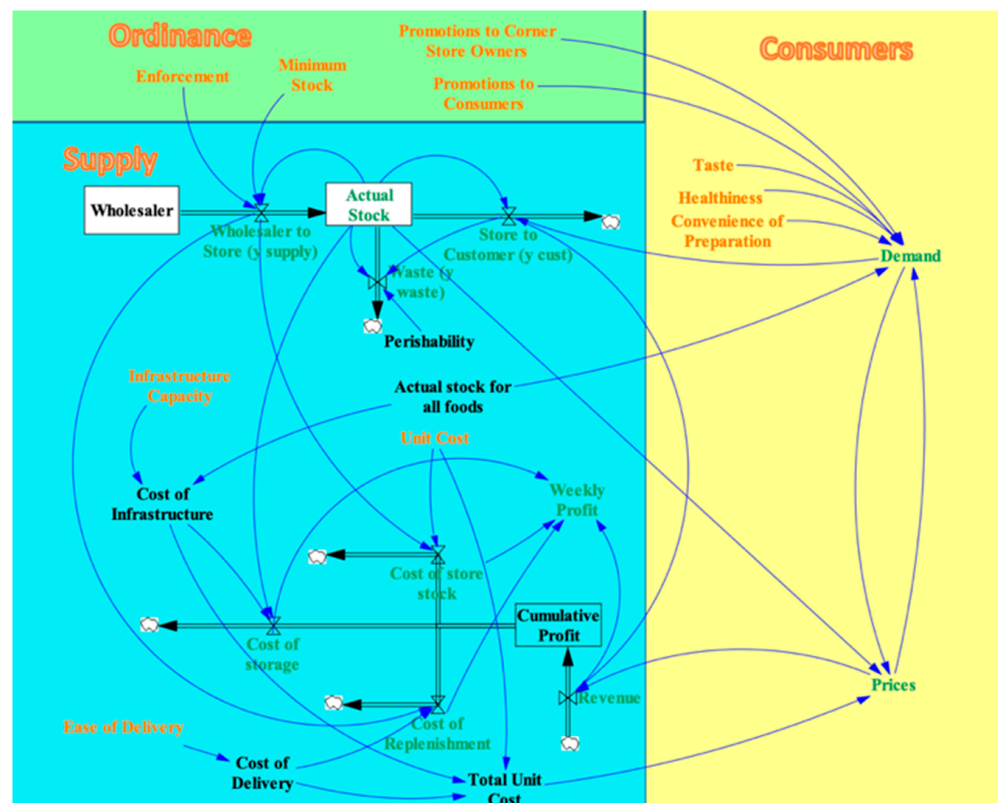 Ordinance
Enforcement
Minimum
Stock
Promotions to Corner
Store Owners
Promotions to
Consumers
Consumers
Supply
Wholesaler
Actual
Stock
Wholesaler to
Store (y supply)
Store to
Customer (y cust)
Waste (y
waste)
Perishability
Taste
Healthiness
Convenience of
Preparation
Demand
Infrastructure
Capacity
Actual stock for
all foods
Unit Cost
Cost of
Infrastructure
Weekly
Profit
Cost of store
stock
Cumulative
Profit
Cost of
storage
Revenue
Prices
Ease of Delivery
Cost of
Replenishment
Cost of
Delivery
Total Unit
Cost